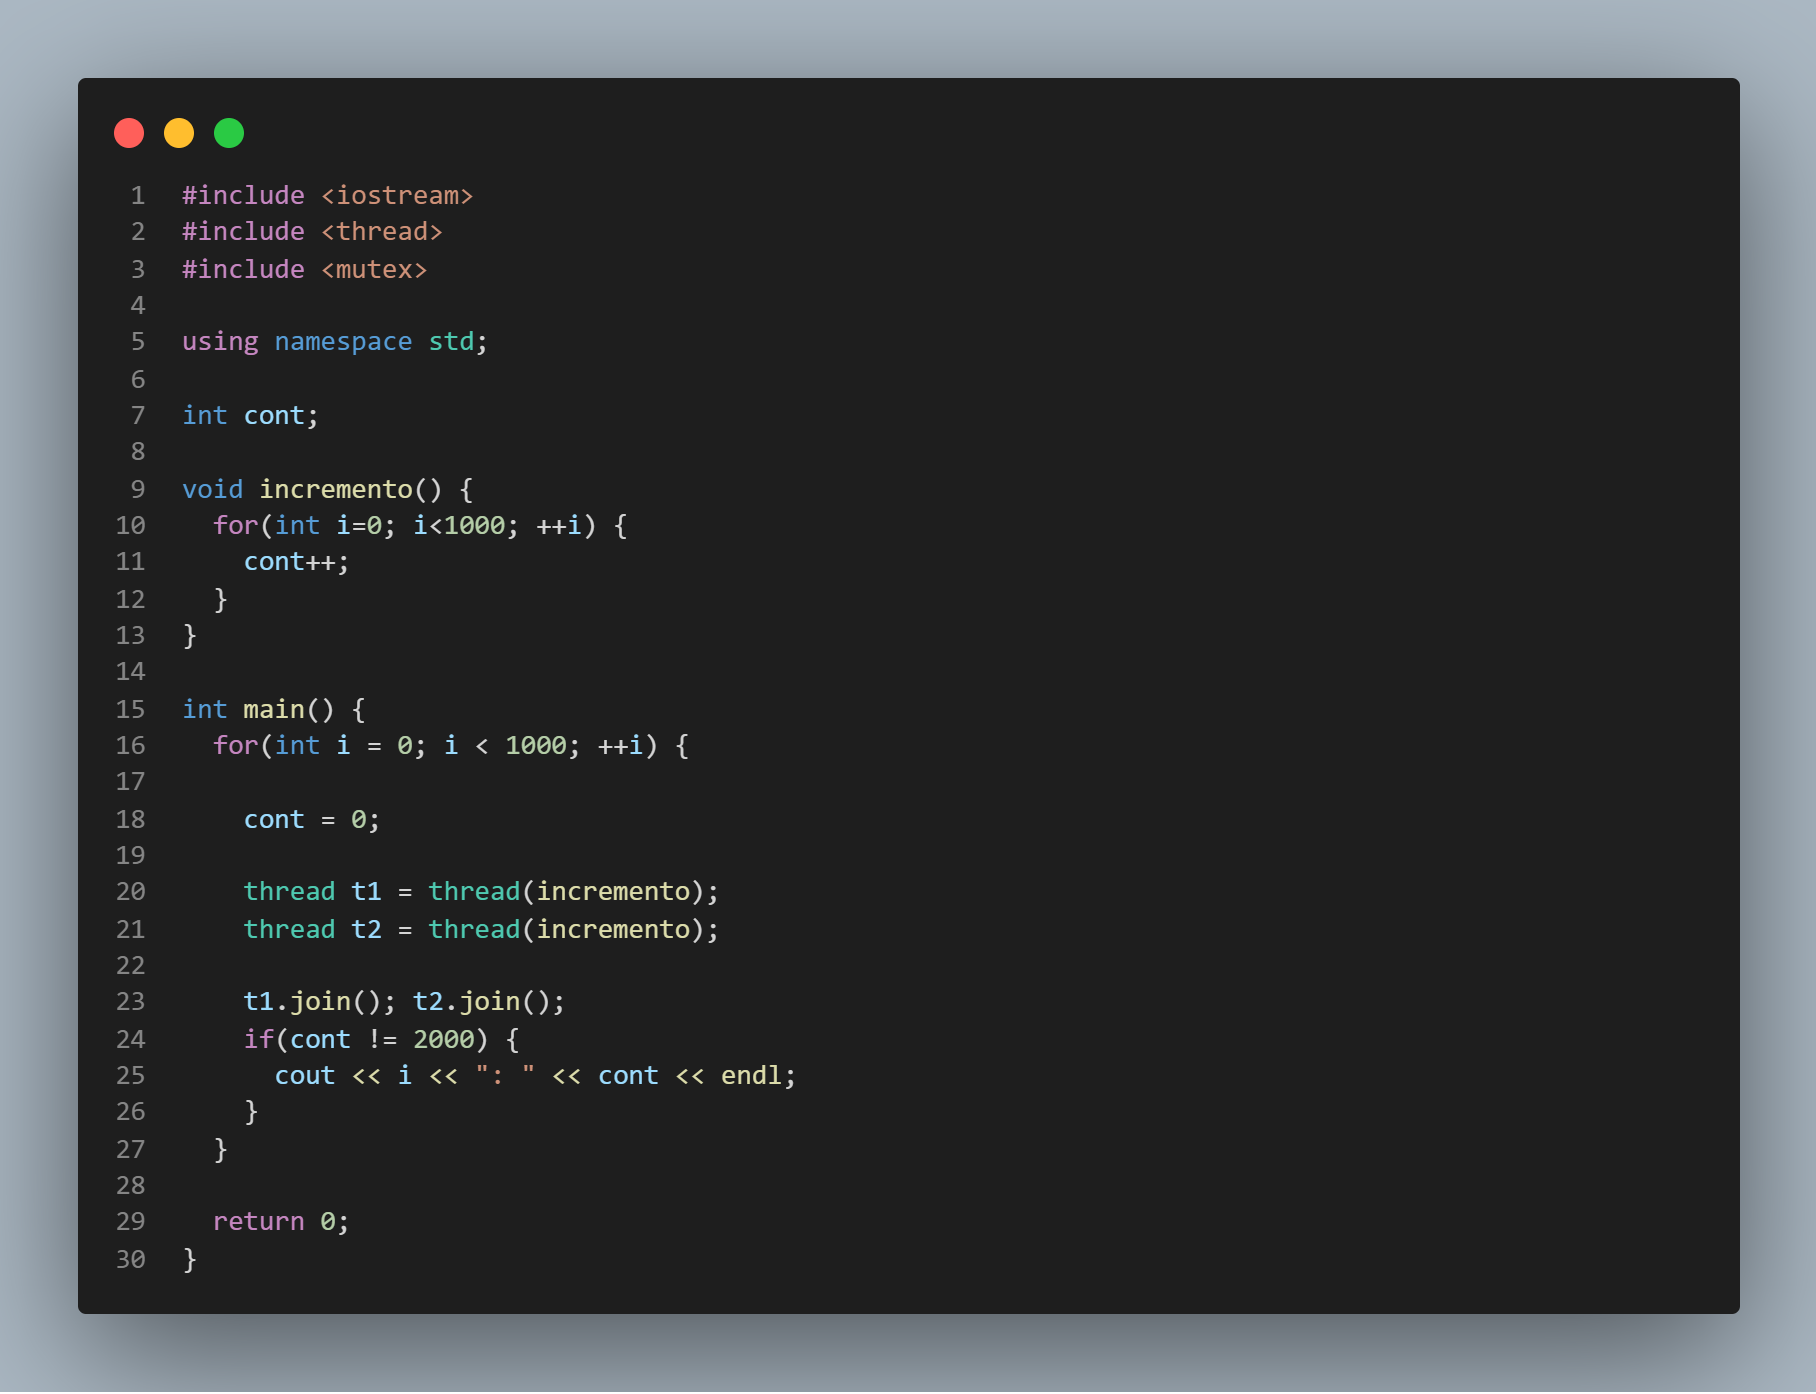 1 #include <iostream>
2 #include <thread>
3 #include <mutex>
4
5 using namespace std;
6
7 int cont;
8
9 void incremento() {
10   for(int i=0; i<1000; ++i) {
11     cont++;
12   }
13 }
14
15 int main() {
16   for(int i = 0; i < 1000; ++i) {
17
18     cont = 0;
19
20     thread t1 = thread(incremento);
21     thread t2 = thread(incremento);
22
23     t1.join(); t2.join();
24     if(cont != 2000) {
25       cout << i << ": " << cont << endl;
26     }
27   }
28
29   return 0;
30 }